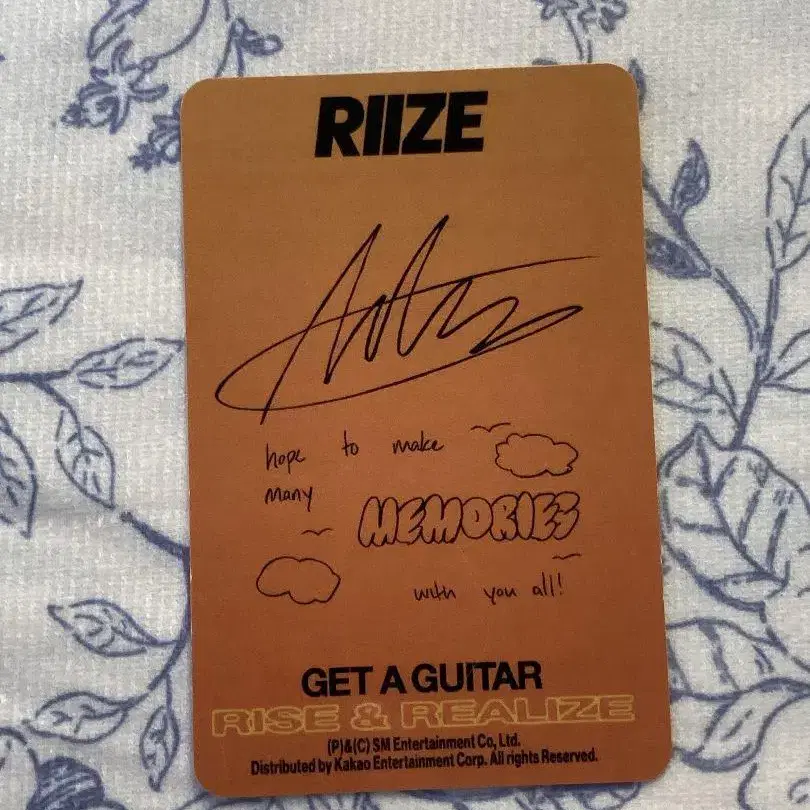 RIIZE
hope to make
many MEMORIES
with you all!
GET A GUITAR
RISE & REALIZE
(P)&(C) SM Entertainment Co., Ltd.
Distributed by Kakao Entertainment Corp. All rights Reserved.